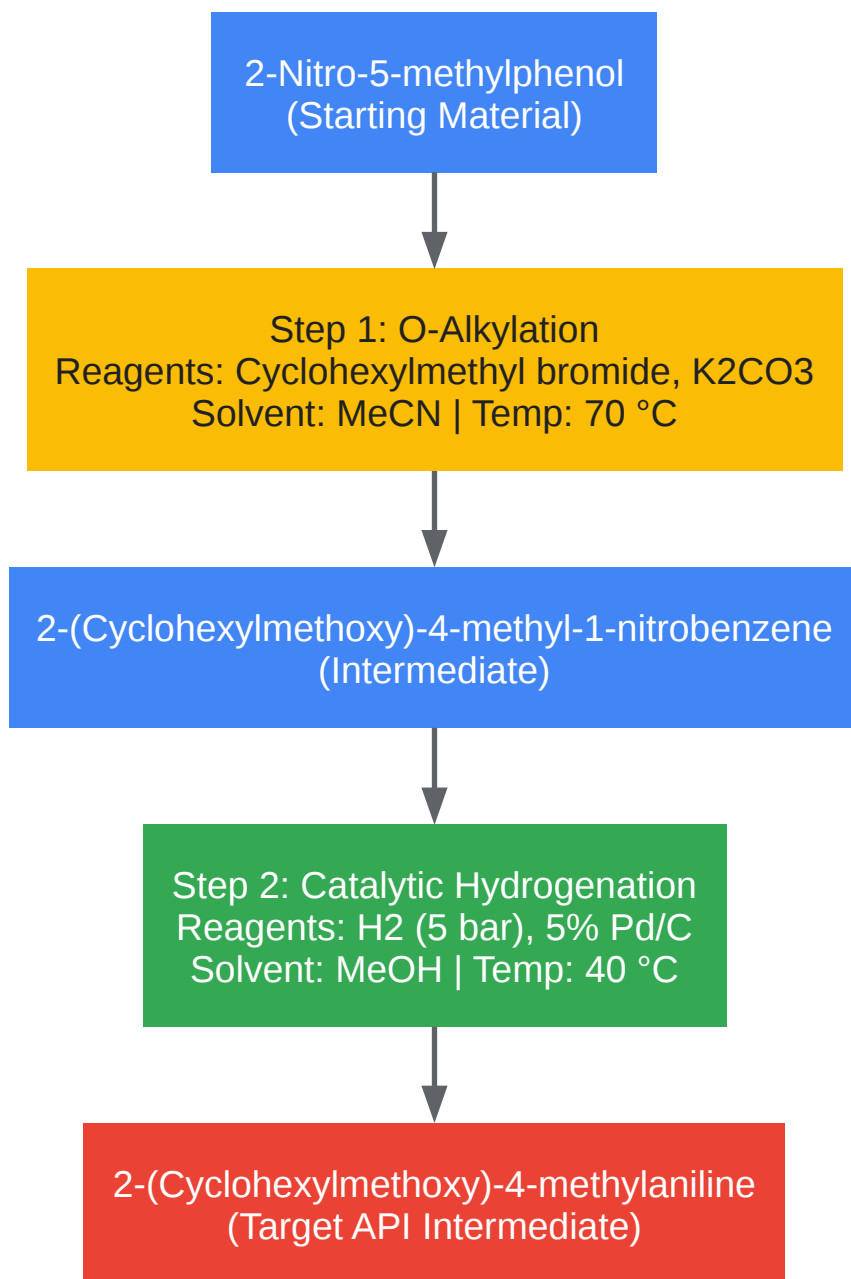 2-Nitro-5-methylphenol
(Starting Material)
Step 1: O-Alkylation
Reagents: Cyclohexylmethyl bromide, K2CO3
Solvent: MeCN | Temp: 70 °C
2-(Cyclohexylmethoxy)-4-methyl-1-nitrobenzene
(Intermediate)
Step 2: Catalytic Hydrogenation
Reagents: H2 (5 bar), 5% Pd/C
Solvent: MeOH | Temp: 40 °C
2-(Cyclohexylmethoxy)-4-methylaniline
(Target API Intermediate)